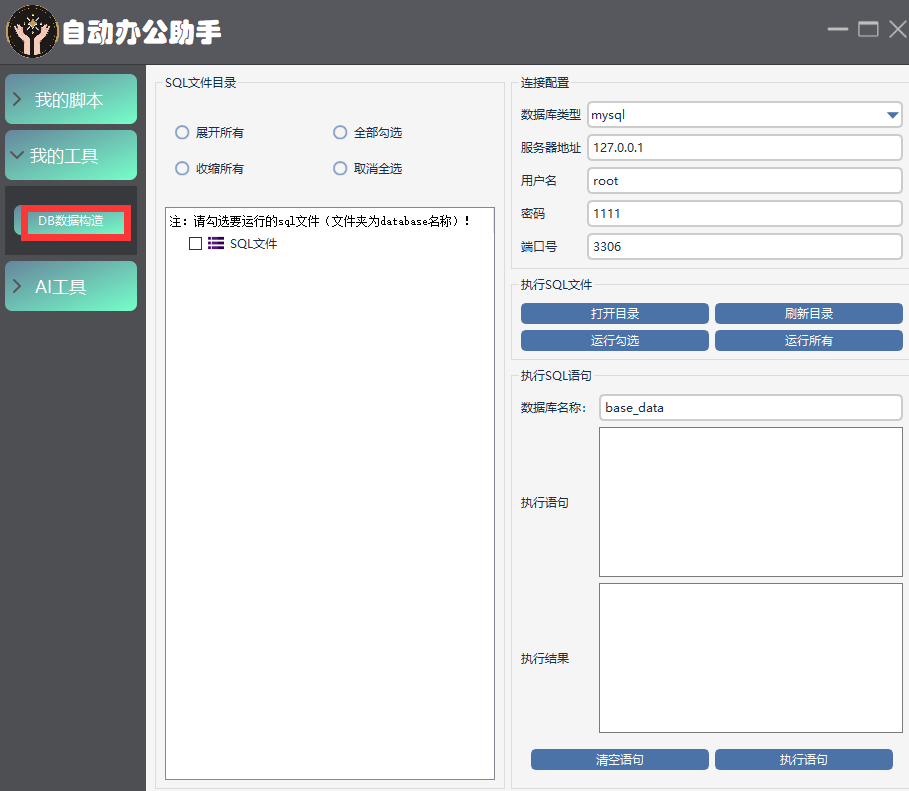 自动办公助手
我的脚本
我的工具
DB数据构造
AI工具
SQL文件目录
展开所有
全部勾选
收缩所有
取消全选
注：请勾选要运行的sql文件（文件夹为database名称）！
SQL文件
连接配置
数据库类型 mysql
服务器地址 127.0.0.1
用户名 root
密码 1111
端口号 3306
执行SQL文件
打开目录 刷新目录
运行勾选 运行所有
执行SQL语句
数据库名称： base_data
执行语句
执行结果
清空语句 执行语句